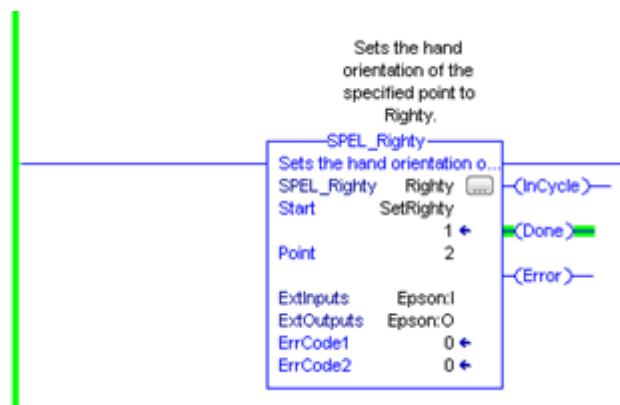 Sets the hand
orientation of the
specified point to
Righty.
SPEL_Righty
Sets the hand orientation o...
SPEL_Righty Righty ... (InCycle)
Start SetRighty
1 (Done)
Point 2
(Error)
ExtInputs Epson:I
ExtOutputs Epson:O
ErrCode1 0
ErrCode2 0